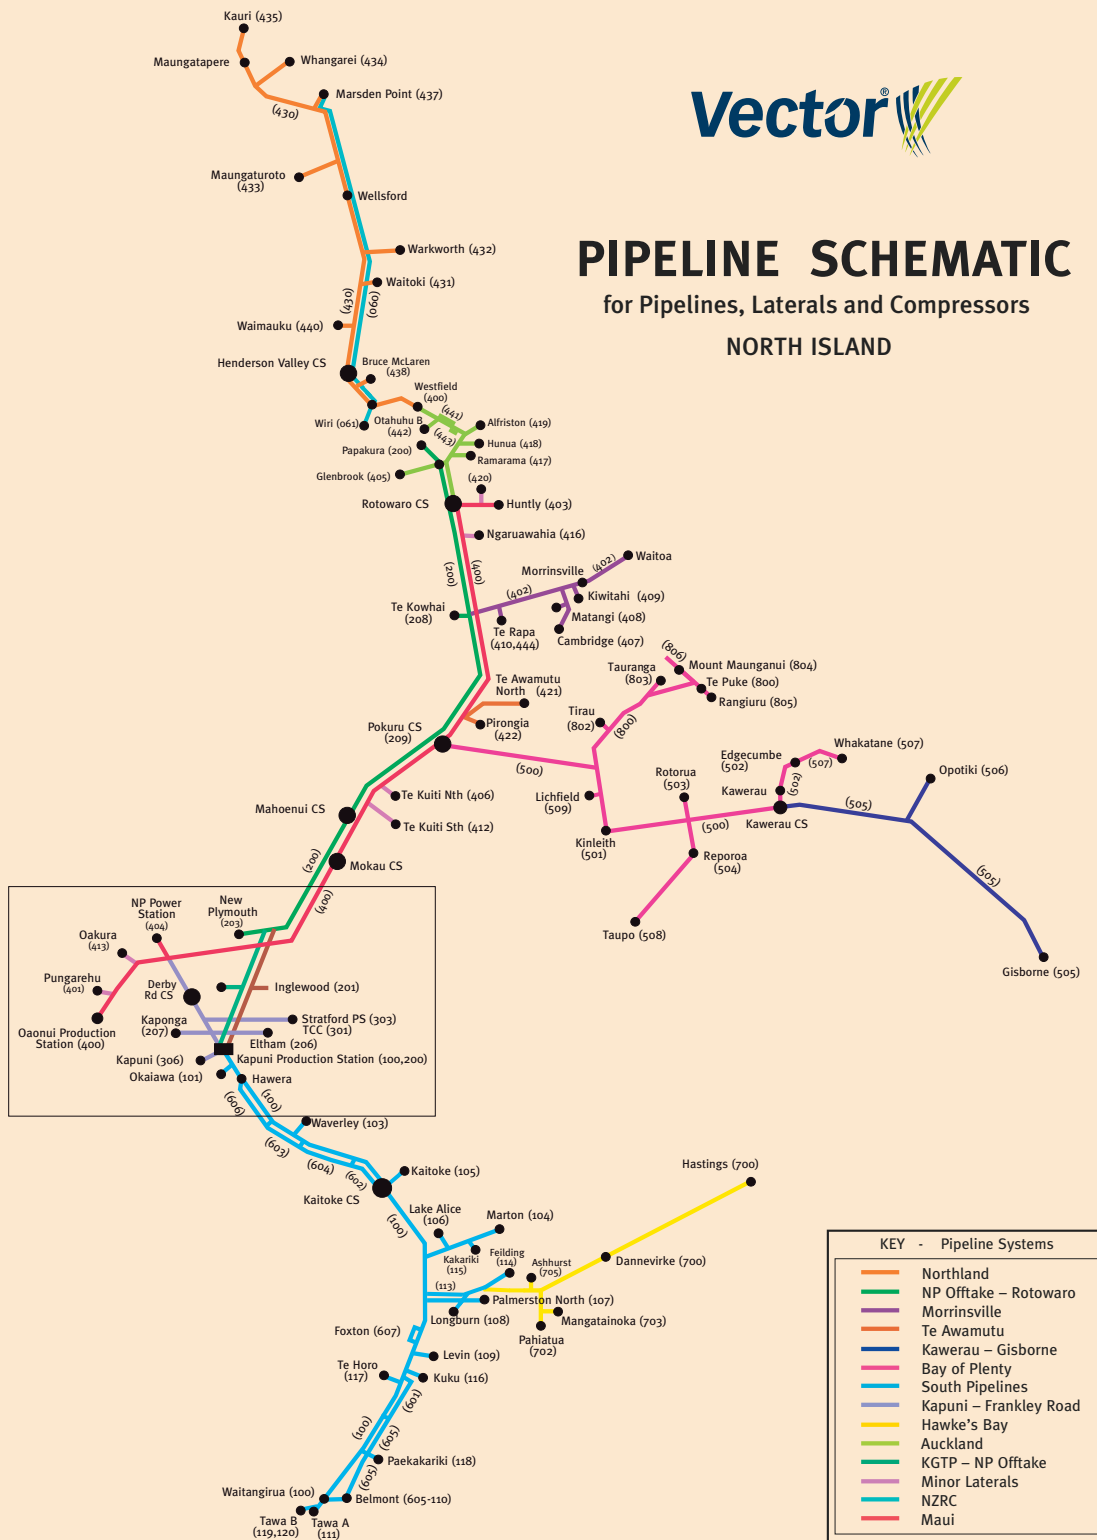 Kauri (435)
Maungatapere
Whangarei (434)
Marsden Point (437)
(430)
vector®
Maungaturoto
(433)
Wellsford
PIPELINE SCHEMATIC
for Pipelines, Laterals and Compressors
NORTH ISLAND
Warkworth (432)
Waitoki (431)
(430)
(060)
Waimauku (440)
Henderson Valley CS
Bruce McLaren
(438)
Westfield
(400)
Wiri (061)
Otahuhu B
(442)
(441)
(443)
Alfriston (419)
Hunua (418)
Papakura (200)
Ramarama (417)
Glenbrook (405)
(420)
Rotowaro CS
Huntly (403)
Ngaruawahia (416)
(200)
(400)
Waitoa
Morrinsville
(402)
(402)
Kiwitahi (409)
Te Kowhai
(208)
Matangi (408)
Te Rapa
(410,444)
Cambridge (407)
(806)
Tauranga
(803)
Mount Maunganui (804)
Te Puke (800)
Rangiuru (805)
Te Awamutu
North (421)
Pirongia
(422)
Tirau
(802)
(800)
Pokuru CS
(209)
(500)
Edgecumbe
(502)
Whakatane (507)
(507)
Rotorua
(503)
Kawerau
(502)
Opotiki (506)
Lichfield
(509)
Te Kuiti Nth (406)
Mahoenui CS
Te Kuiti Sth (412)
Kinleith
(501)
(500)
Kawerau CS
(505)
Mokau CS
Reporoa
(504)
(200)
(400)
(505)
NP Power
Station
(404)
New
Plymouth
(203)
Taupo (508)
Oakura
(413)
Gisborne (505)
Pungarehu
(401)
Derby
Rd CS
Inglewood (201)
Oaonui Production
Station (400)
Kaponga
(207)
Stratford PS (303)
TCC (301)
Eltham (206)
Kapuni (306)
Kapuni Production Station (100,200)
Okaiawa (101)
Hawera
(606)
(100)
Waverley (103)
(603)
(604)
(602)
Kaitoke (105)
Kaitoke CS
Hastings (700)
(100)
Lake Alice
(106)
Marton (104)
Kakariki
(115)
Feilding
(114)
Ashhurst
(705)
Dannevirke (700)
(113)
Palmerston North (107)
Longburn (108)
Mangatainoka (703)
Pahiatua
(702)
Foxton (607)
Levin (109)
Te Horo
(117)
Kuku (116)
(601)
(100)
(605)
Paekakariki (118)
(605)
Waitangirua (100)
Belmont (605-110)
Tawa B
(119,120)
Tawa A
(111)
KEY - Pipeline Systems
Northland
NP Offtake – Rotowaro
Morrinsville
Te Awamutu
Kawerau – Gisborne
Bay of Plenty
South Pipelines
Kapuni – Frankley Road
Hawke's Bay
Auckland
KGTP – NP Offtake
Minor Laterals
NZRC
Maui